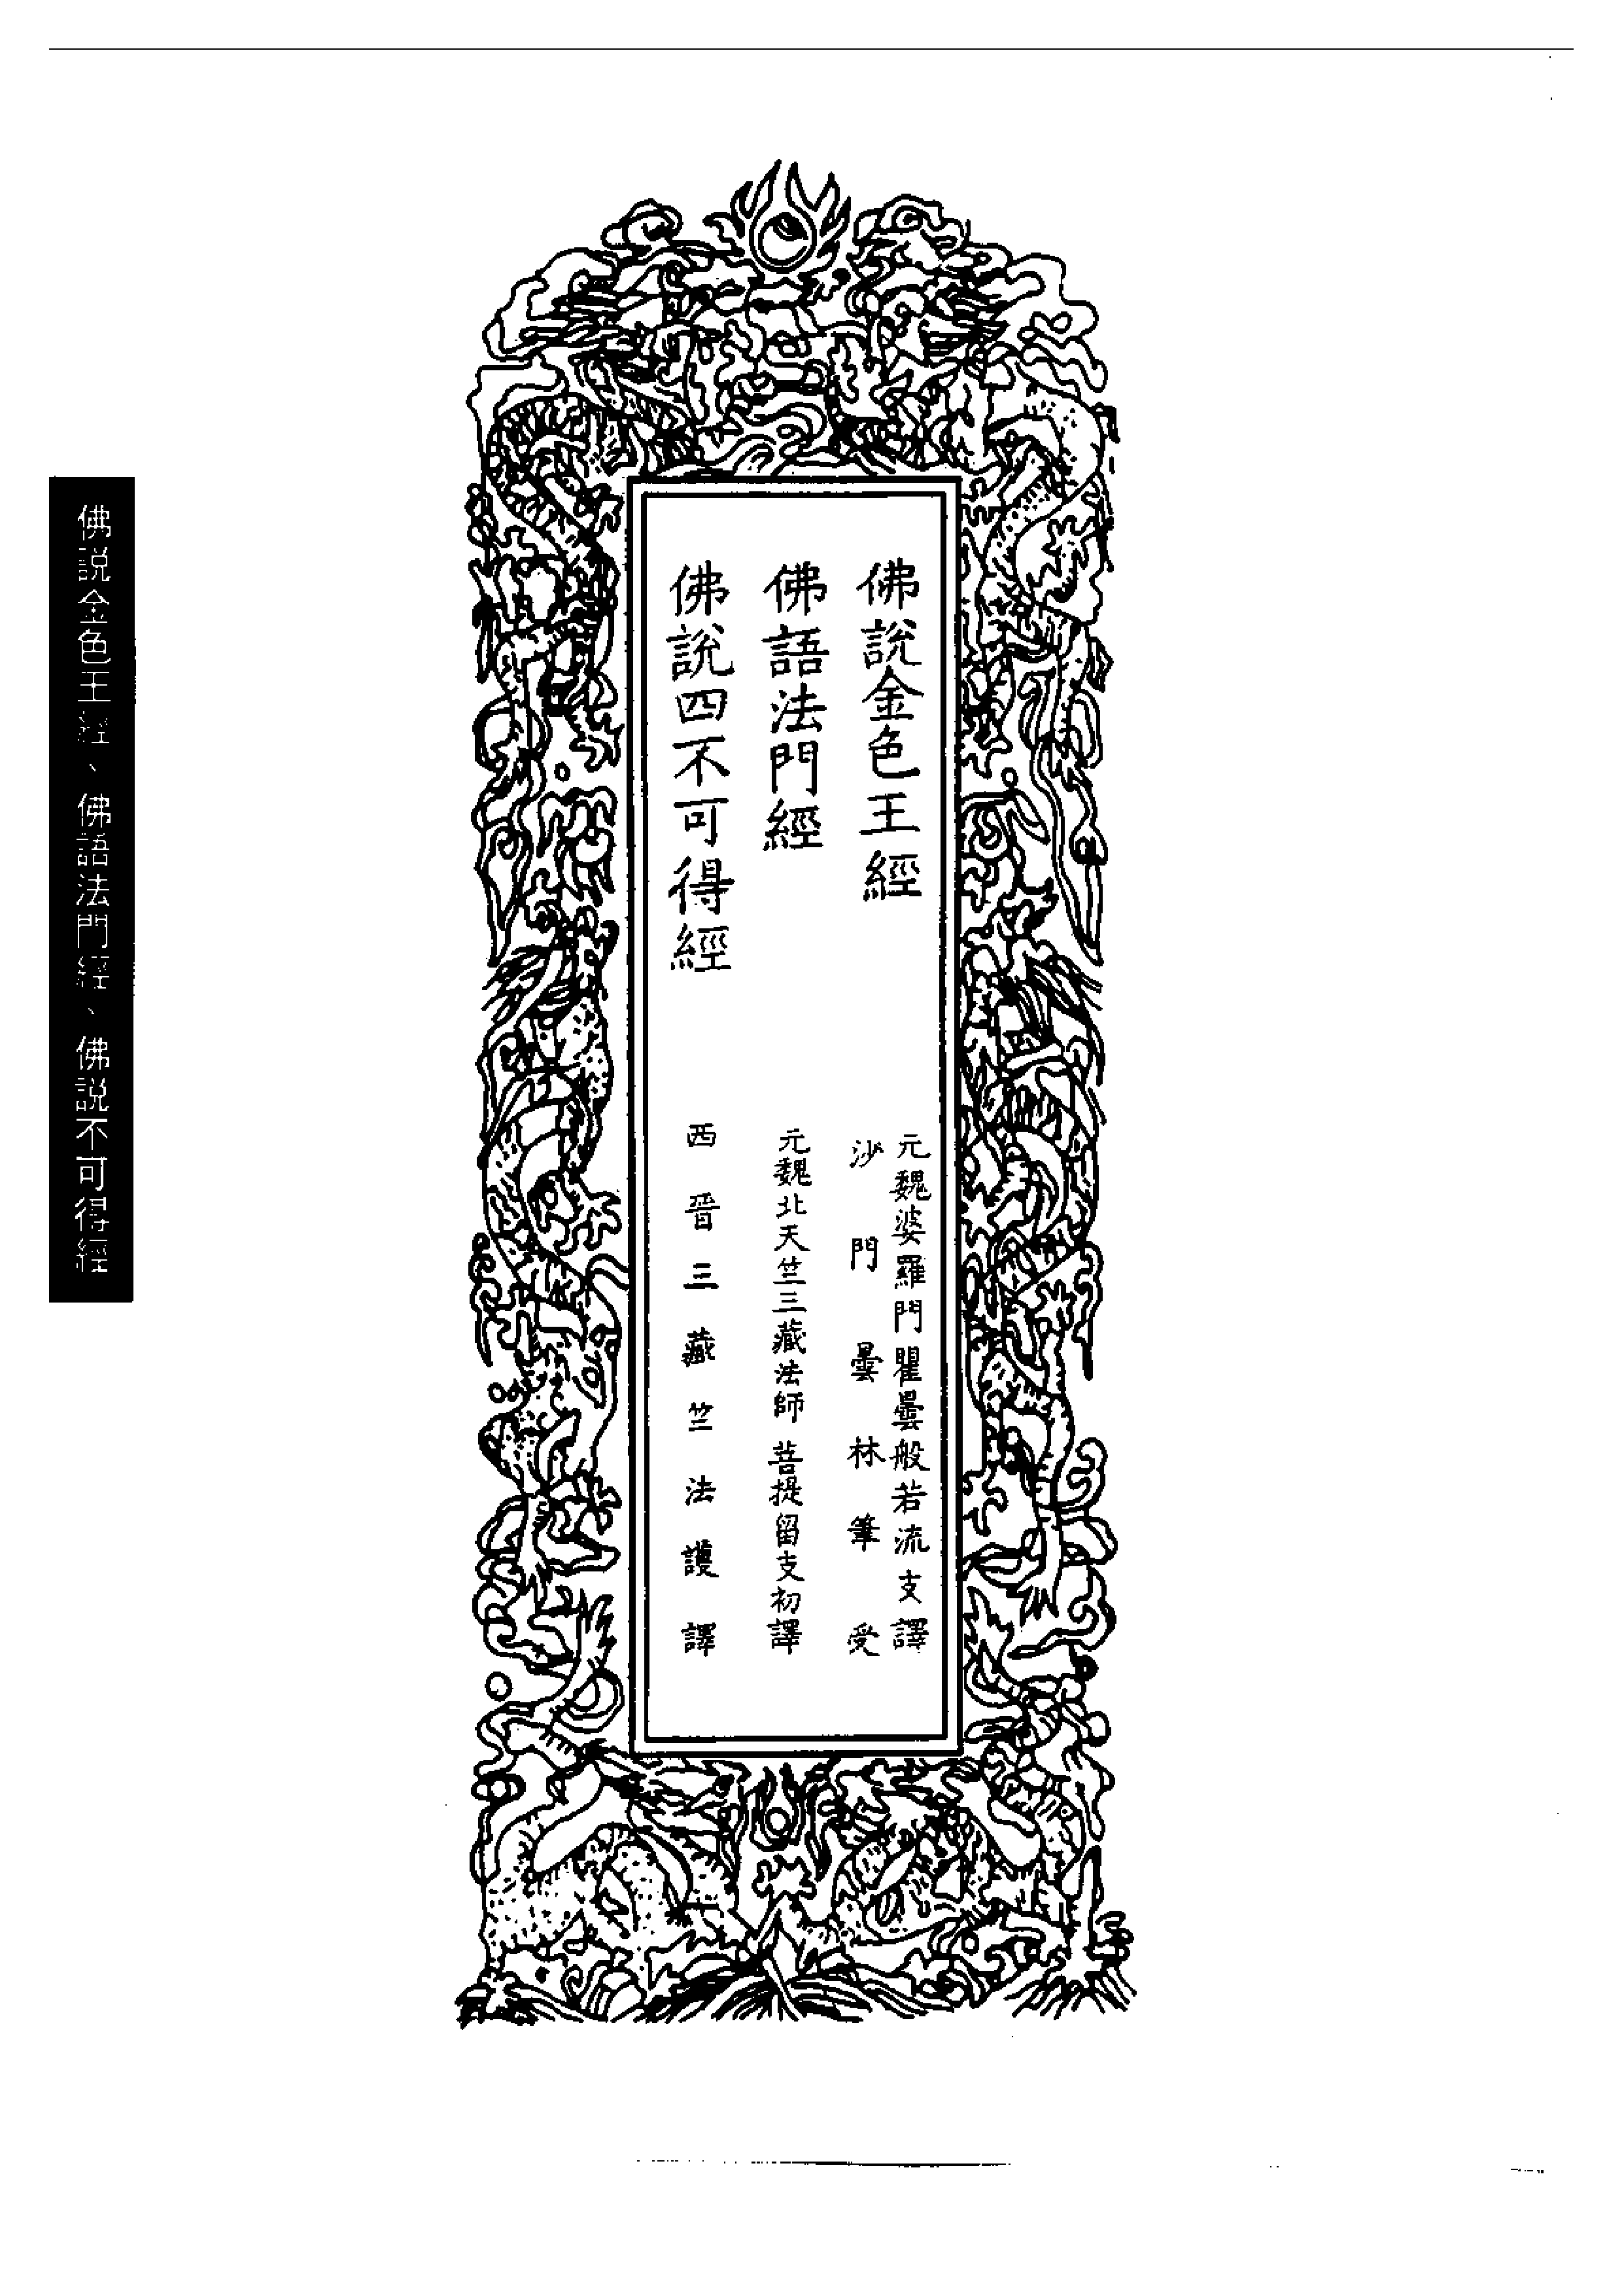 佛說金色王經
元魏婆羅門瞿曇般若流支譯
沙門曇林筆受
佛語法門經
元魏北天竺三藏法師菩提留支初譯
佛說四不可得經
西晉三藏竺法護譯
佛説金色王經、佛語法門經、佛説不可得經